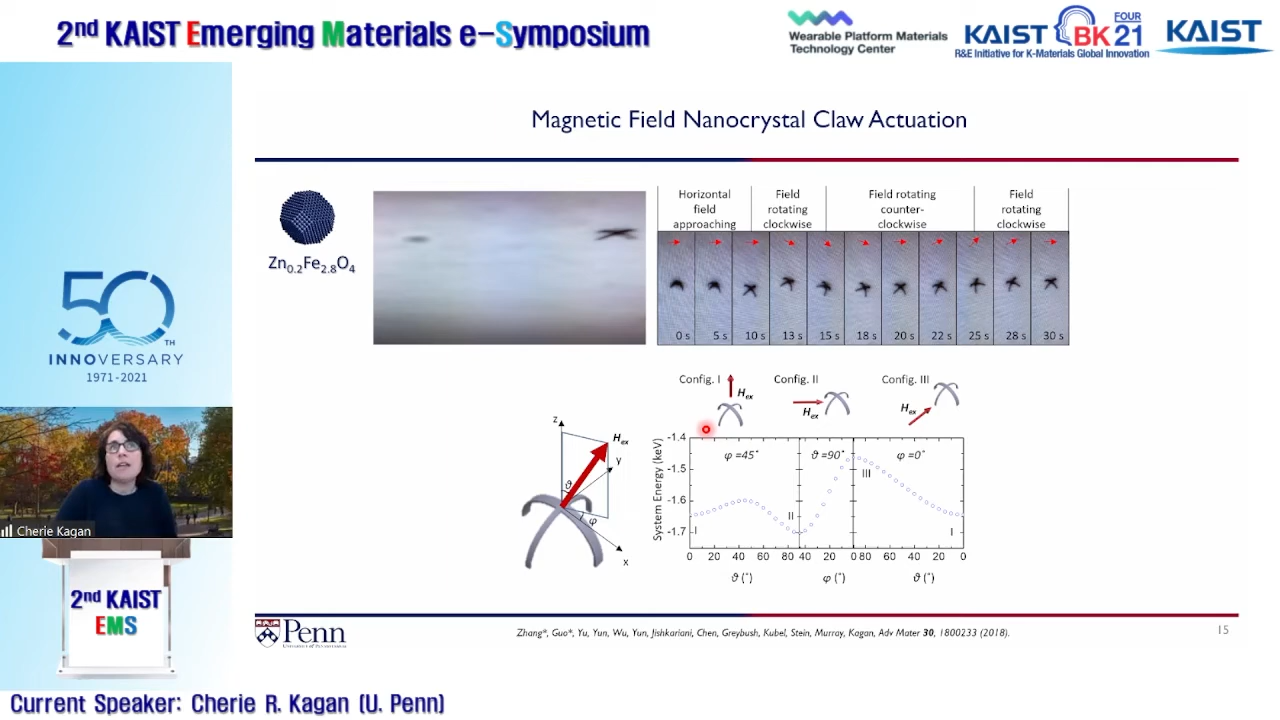 2nd KAIST Emerging Materials e-Symposium
Wearable Platform Materials
Technology Center
KAIST BK21 FOUR
R&E Initiative for K-Materials Global Innovation
KAIST
Magnetic Field Nanocrystal Claw Actuation
Zn0.2Fe2.8O4
Horizontal field approaching
Field rotating clockwise
Field rotating counter-clockwise
Field rotating clockwise
0 s 5 s 10 s 13 s 15 s 18 s 20 s 22 s 25 s 28 s 30 s
50TH
INNOVERSARY
1971-2021
Config. I Hex
Config. II Hex
Config. III Hex
z Hex y ϑ φ x
System Energy (keV)
-1.4
-1.5
-1.6
-1.7
φ =45˚ ϑ =90˚ φ =0˚
I II III I
0 20 40 60 80 40 20 0 80 60 40 20 0
ϑ (˚) φ (˚) ϑ (˚)
Cherie Kagan
2nd KAIST
EMS
Penn
University of Pennsylvania
Zhang*, Guo*, Yu, Yun, Wu, Yun, Jishkariani, Chen, Greybush, Kubel, Stein, Murray, Kagan, Adv Mater 30, 1800233 (2018).
15
Current Speaker: Cherie R. Kagan (U. Penn)